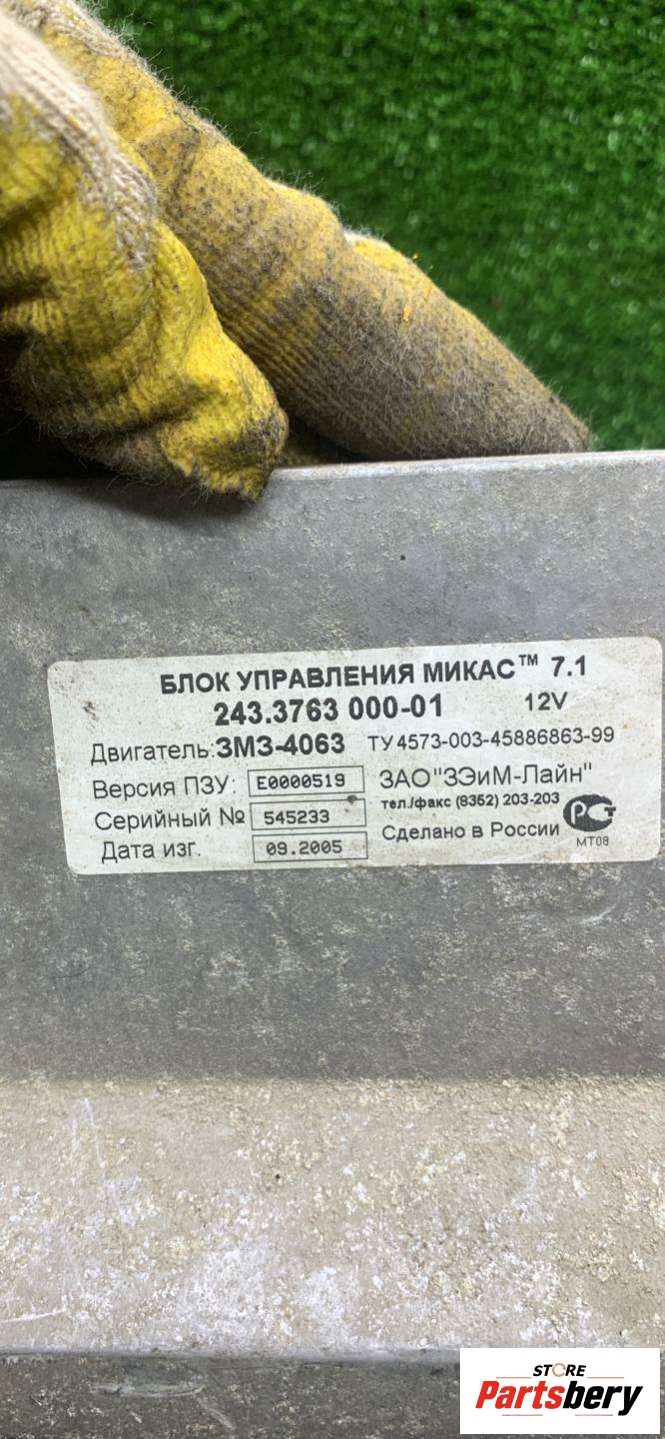 БЛОК УПРАВЛЕНИЯ МИКАС™ 7.1
243.3763 000-01 12V
Двигатель: ЗМЗ-4063 ТУ 4573-003-45886863-99
Версия ПЗУ: E0000519 ЗАО"ЗЭиМ-Лайн"
Серийный № 545233 тел./факс (8352) 203-203
Дата изг. 09.2005 Сделано в России
РСТ
МТ08
STORE
Partsbery